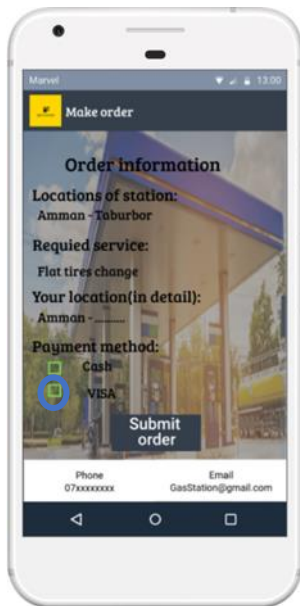 Marvel 13:00
Make order
Order information
Locations of station:
Amman - Taburbor
Requied service:
Flat tires change
Your location(in detail):
Amman - ..........
Payment method:
Cash
VISA
Submit
order
Phone Email
07xxxxxxxx GasStation@gmail.com